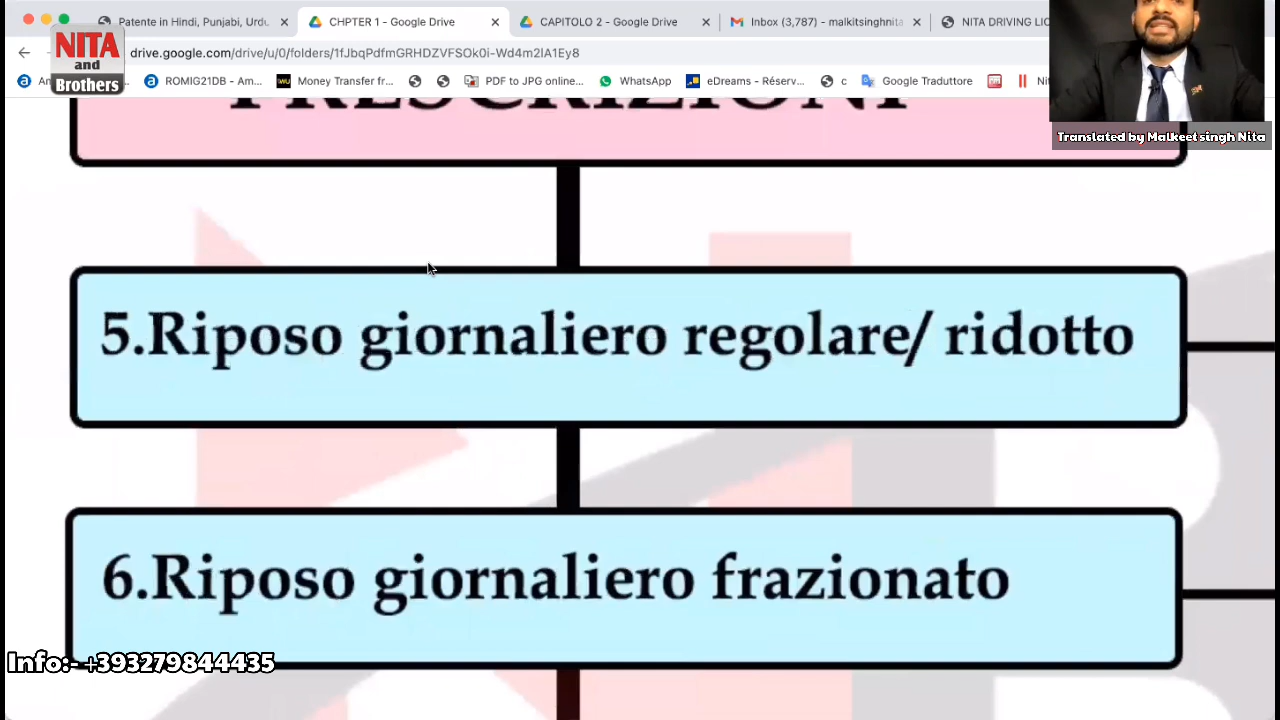 Patente in Hindi, Punjabi, Urdu.
CHPTER 1 - Google Drive
CAPITOLO 2 - Google Drive
Inbox (3,787) - malkitsinghnita
NITA DRIVING LIC
NITA
and
Brothers
drive.google.com/drive/u/0/folders/1fJbqPdfmGRHDZVFSOk0i-Wd4m2lA1Ey8
ROMIG21DB - Am...
Money Transfer fr...
PDF to JPG online...
WhatsApp
eDreams - Réserv...
c
Google Traduttore
Translated by Malkeet singh Nita
PRESCRIZIONI
5.Riposo giornaliero regolare/ ridotto
6.Riposo giornaliero frazionato
Info:- +393279844435